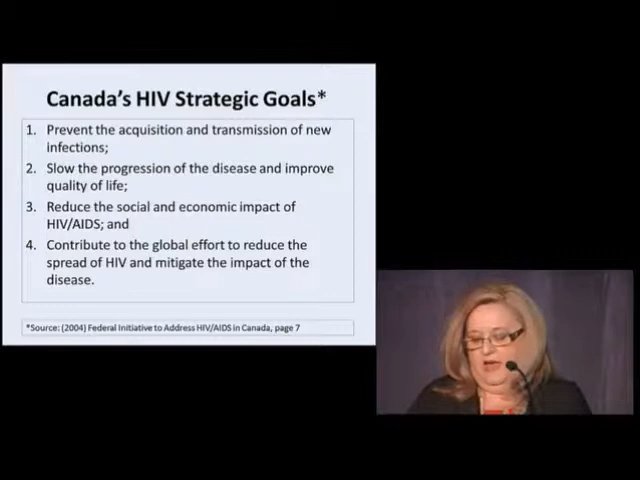 Canada's HIV Strategic Goals*
1. Prevent the acquisition and transmission of new
infections;
2. Slow the progression of the disease and improve
quality of life;
3. Reduce the social and economic impact of
HIV/AIDS; and
4. Contribute to the global effort to reduce the
spread of HIV and mitigate the impact of the
disease.
*Source: (2004) Federal Initiative to Address HIV/AIDS in Canada, page 7